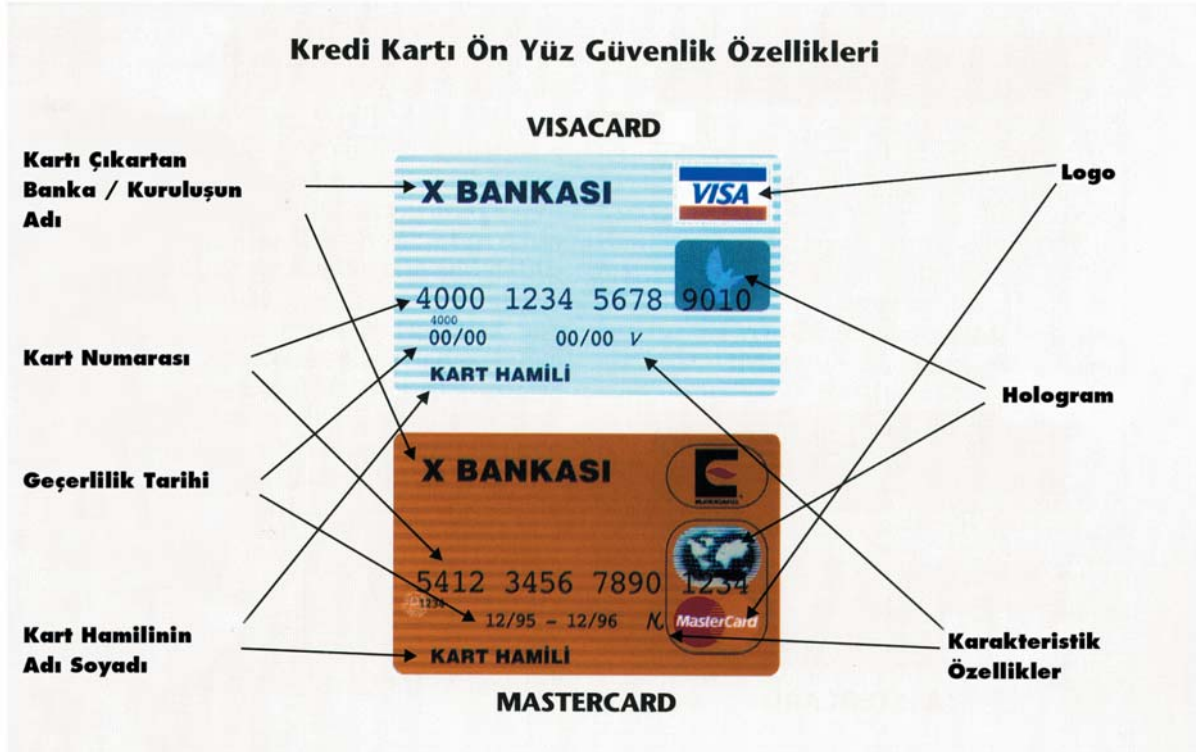 Kredi Kartı Ön Yüz Güvenlik Özellikleri
VISACARD
Kartı Çıkartan
Banka / Kuruluşun
Adı
Kart Numarası
Geçerlilik Tarihi
Kart Hamilinin
Adı Soyadı
X BANKASI
VISA
4000 1234 5678 9010
4000
00/00 00/00 V
KART HAMİLİ
X BANKASI
5412 3456 7890 1234
1234
12/95 – 12/96
MasterCard
KART HAMİLİ
MASTERCARD
Logo
Hologram
Karakteristik
Özellikler